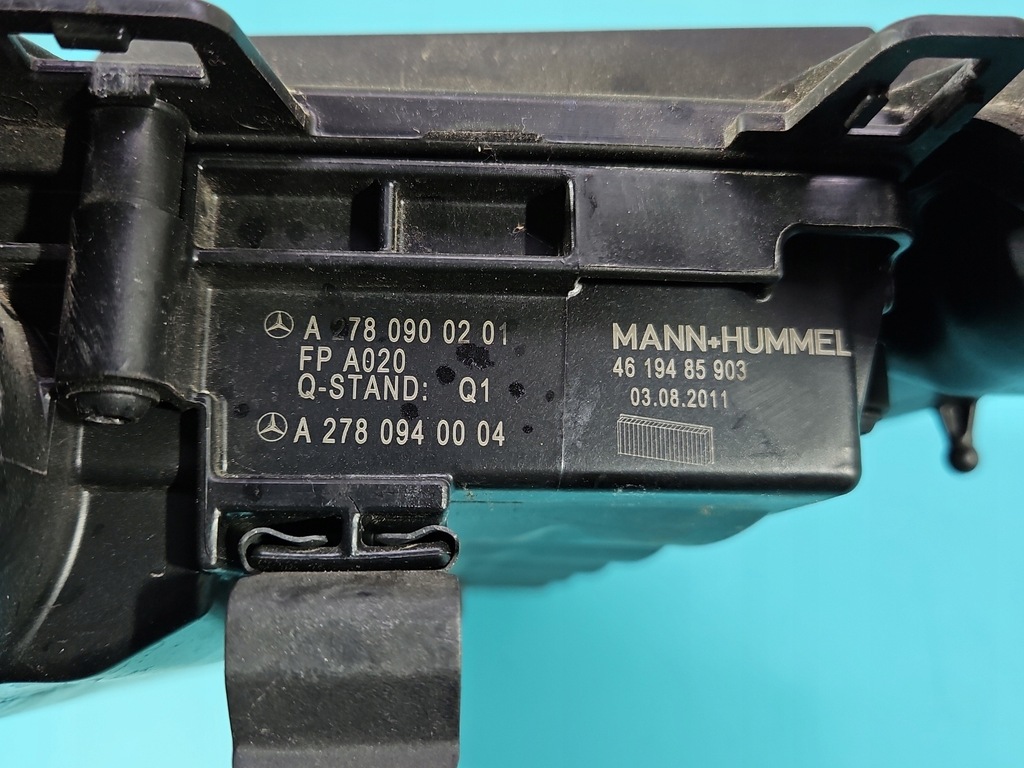 A 278 090 02 01
FP A020
Q-STAND: Q1
A 278 094 00 04
MANN+HUMMEL
46 194 85 903
03.08.2011